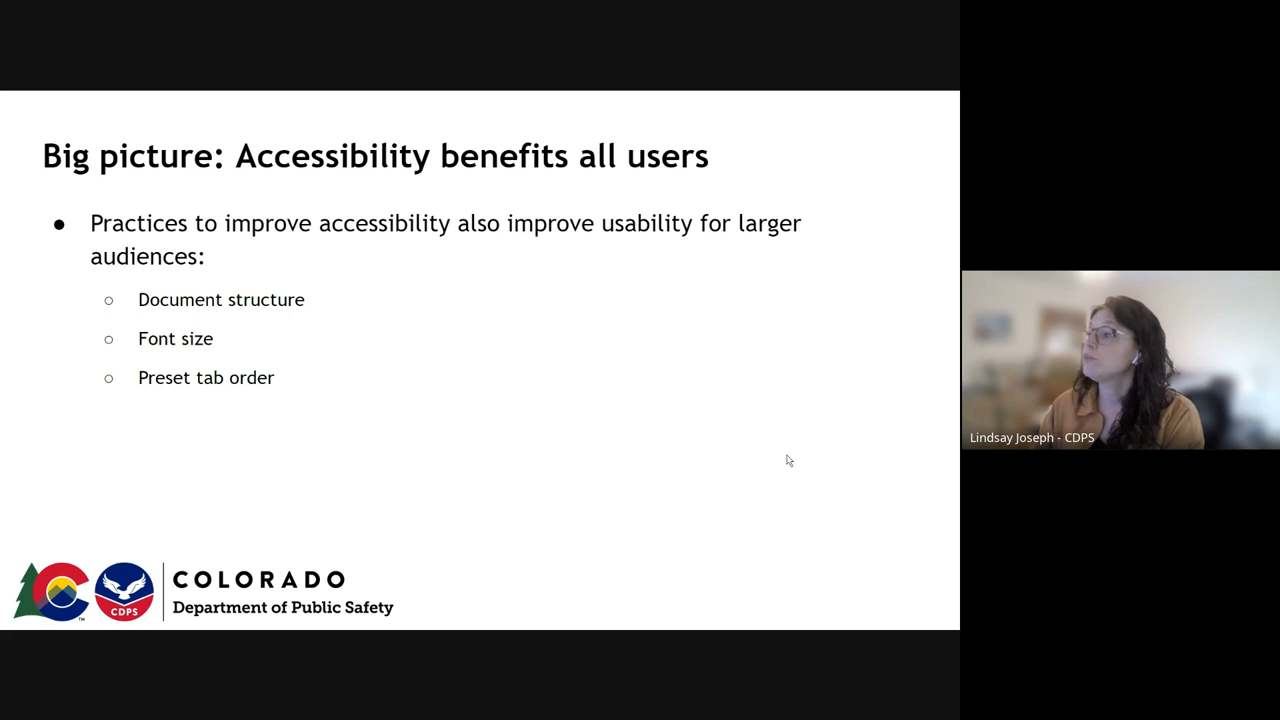 Big picture: Accessibility benefits all users
● Practices to improve accessibility also improve usability for larger
audiences:
○ Document structure
○ Font size
○ Preset tab order
CDPS
TM
COLORADO
Department of Public Safety
Lindsay Joseph - CDPS